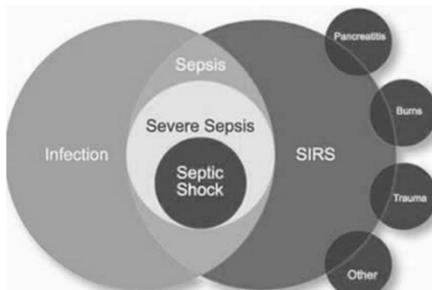 Pancreatitis
Sepsis
Burns
Severe Sepsis
Infection
SIRS
Septic
Shock
Trauma
Other